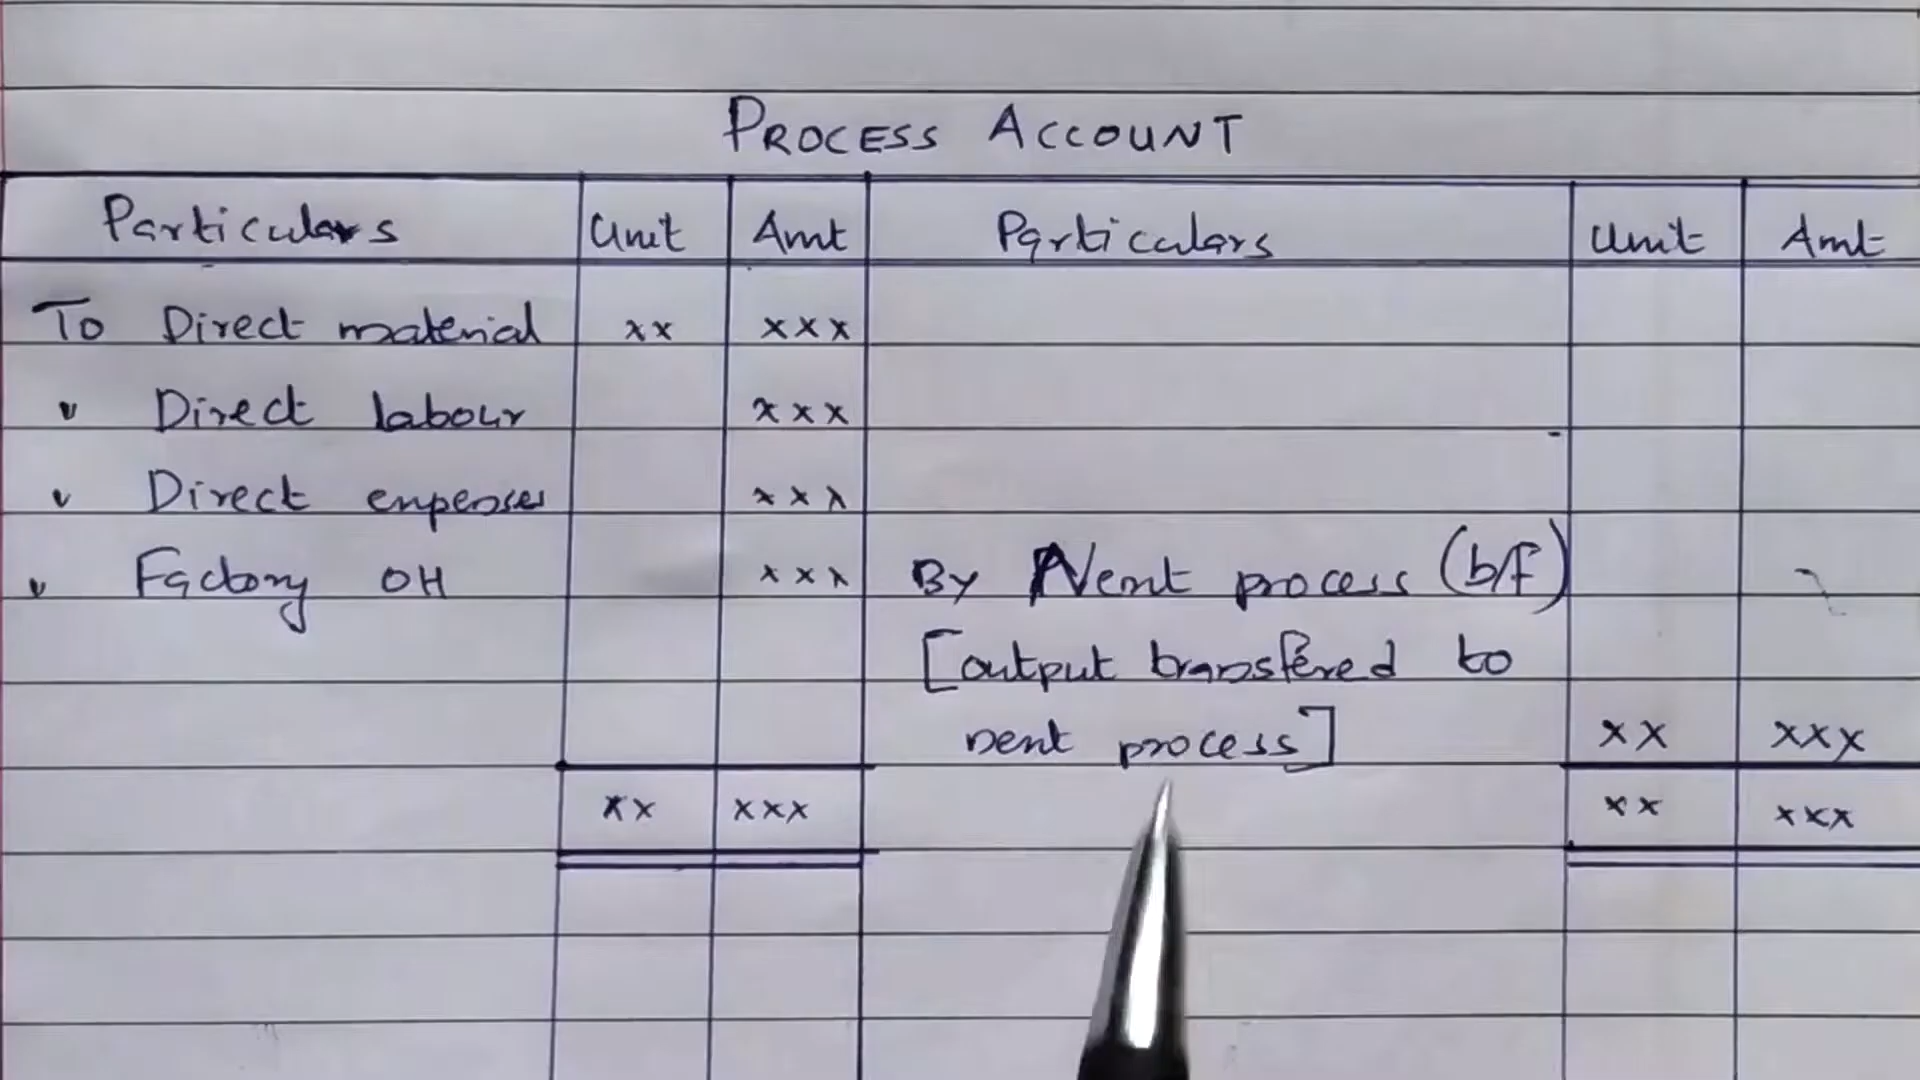 PROCESS ACCOUNT
Particulars Unit Amt Particulars Unit Amt
To Direct material xx xxx
" Direct labour xxx
" Direct expenses xxx
" Factory OH xxx By Next process (b/f)
[output transfered to
next process] xx xxx
xx xxx xx xxx